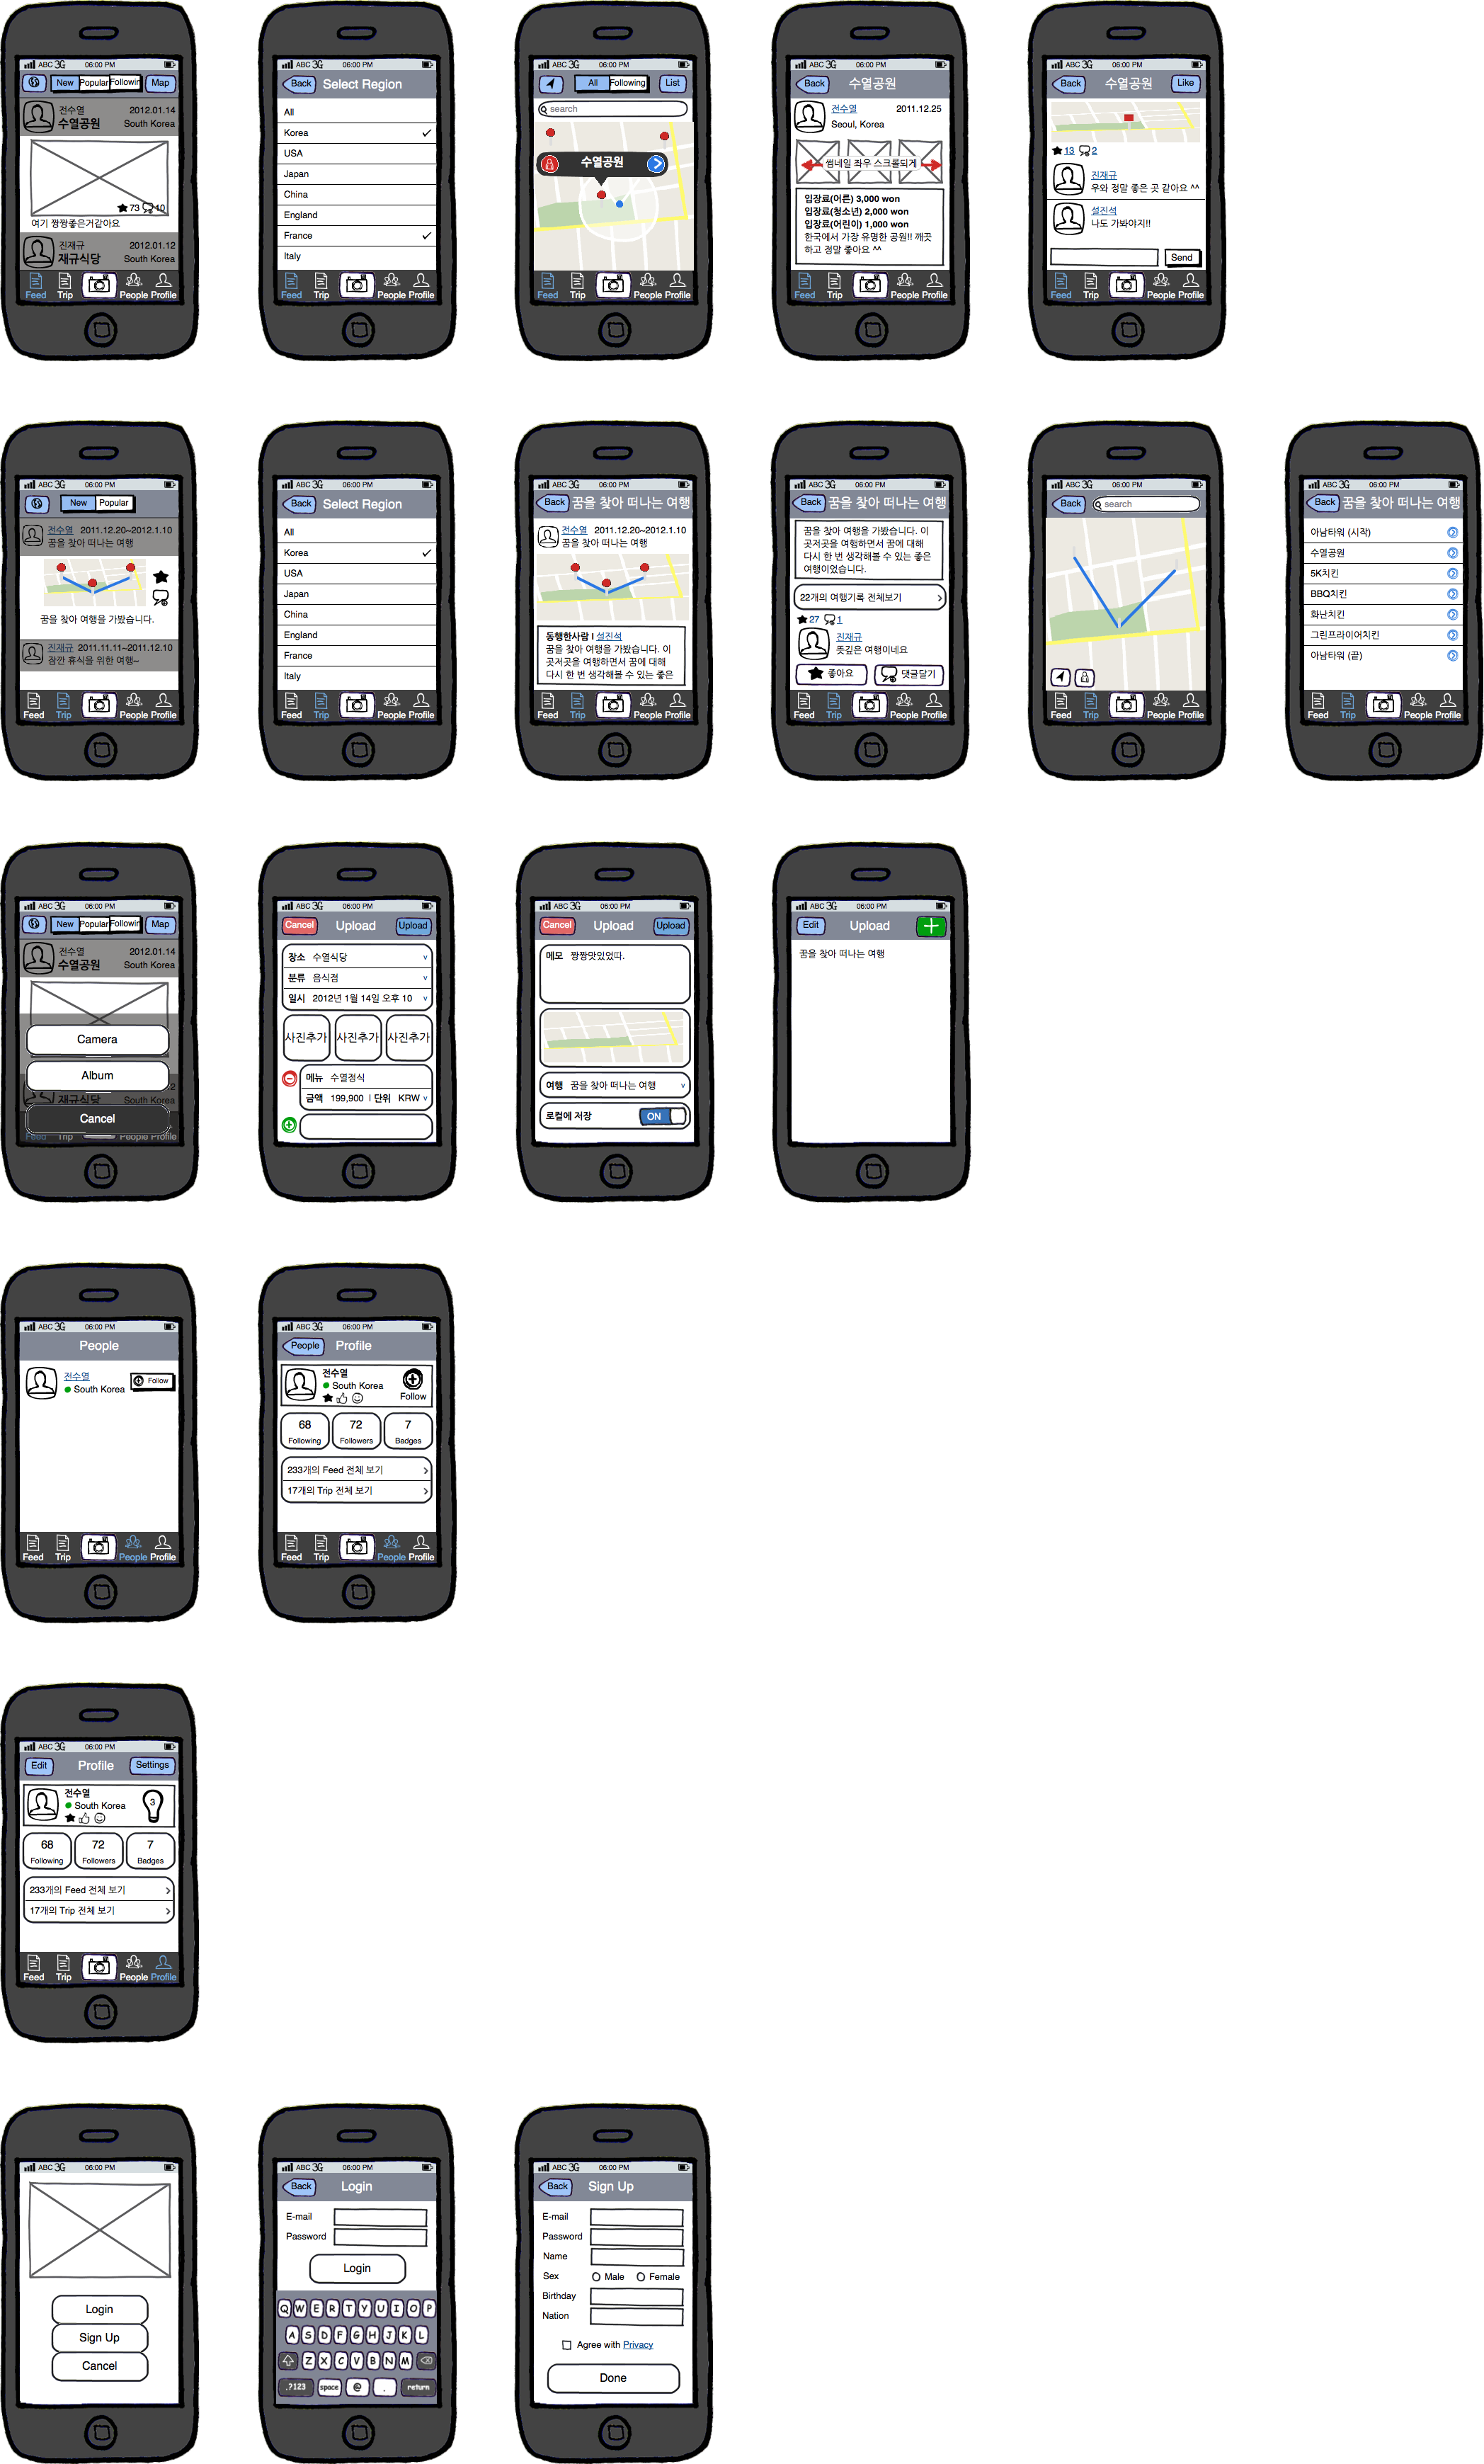 ABC 3G 06:00 PM
New Popular Followin Map
전수열 2012.01.14
수열공원 South Korea
73 10
여기 짱짱좋은거같아요
진재규 2012.01.12
재규식당 South Korea
Feed Trip People Profile
ABC 3G 06:00 PM
Back Select Region
All
Korea
USA
Japan
China
England
France
Italy
Feed Trip People Profile
ABC 3G 06:00 PM
All Following List
search
수열공원
Feed Trip People Profile
ABC 3G 06:00 PM
Back 수열공원
전수열 2011.12.25
Seoul, Korea
썸네일 좌우 스크롤되게
입장료(어른) 3,000 won
입장료(청소년) 2,000 won
입장료(어린이) 1,000 won
한국에서 가장 유명한 공원!! 깨끗
하고 정말 좋아요 ^^
Feed Trip People Profile
ABC 3G 06:00 PM
Back 수열공원 Like
13 2
진재규
우와 정말 좋은 곳 같아요 ^^
설진석
나도 가봐야지!!
Send
Feed Trip People Profile
ABC 3G 06:00 PM
New Popular
전수열 2011.12.20~2012.1.10
꿈을 찾아 떠나는 여행
꿈을 찾아 여행을 가봤습니다.
진재규 2011.11.11~2011.12.10
잠깐 휴식을 위한 여행~
Feed Trip People Profile
ABC 3G 06:00 PM
Back Select Region
All
Korea
USA
Japan
China
England
France
Italy
Feed Trip People Profile
ABC 3G 06:00 PM
Back 꿈을 찾아 떠나는 여행
전수열 2011.12.20~2012.1.10
꿈을 찾아 떠나는 여행
동행한사람 | 설진석
꿈을 찾아 여행을 가봤습니다. 이
곳저곳을 여행하면서 꿈에 대해
다시 한 번 생각해볼 수 있는 좋은
Feed Trip People Profile
ABC 3G 06:00 PM
Back 꿈을 찾아 떠나는 여행
꿈을 찾아 여행을 가봤습니다. 이
곳저곳을 여행하면서 꿈에 대해
다시 한 번 생각해볼 수 있는 좋은
여행이었습니다.
22개의 여행기록 전체보기
27 1
진재규
뜻깊은 여행이네요
좋아요 댓글달기
Feed Trip People Profile
ABC 3G 06:00 PM
Back search
Feed Trip People Profile
ABC 3G 06:00 PM
Back 꿈을 찾아 떠나는 여행
아남타워 (시작)
수열공원
5K치킨
BBQ치킨
화난치킨
그린프라이어치킨
아남타워 (끝)
Feed Trip People Profile
ABC 3G 06:00 PM
New Popular Followin Map
전수열 2012.01.14
수열공원 South Korea
Camera
Album
2
재규식당 South Korea
Cancel
Feed Trip People Profile
ABC 3G 06:00 PM
Cancel Upload Upload
장소 수열식당
분류 음식점
일시 2012년 1월 14일 오후 10
사진추가 사진추가 사진추가
메뉴 수열정식
금액 199,900 | 단위 KRW
ABC 3G 06:00 PM
Cancel Upload Upload
메모 짱짱맛있었따.
여행 꿈을 찾아 떠나는 여행
로컬에 저장 ON
ABC 3G 06:00 PM
Edit Upload
꿈을 찾아 떠나는 여행
ABC 3G 06:00 PM
People
전수열
South Korea Follow
Feed Trip People Profile
ABC 3G 06:00 PM
People Profile
전수열
South Korea
Follow
68 72 7
Following Followers Badges
233개의 Feed 전체 보기
17개의 Trip 전체 보기
Feed Trip People Profile
ABC 3G 06:00 PM
Edit Profile Settings
전수열
South Korea 3
68 72 7
Following Followers Badges
233개의 Feed 전체 보기
17개의 Trip 전체 보기
Feed Trip People Profile
ABC 3G 06:00 PM
Login
Sign Up
Cancel
ABC 3G 06:00 PM
Back Login
E-mail
Password
Login
Q W E R T Y U I O P
A S D F G H J K L
Z X C V B N M
.?123 space @ . return
ABC 3G 06:00 PM
Back Sign Up
E-mail
Password
Name
Sex Male Female
Birthday
Nation
Agree with Privacy
Done